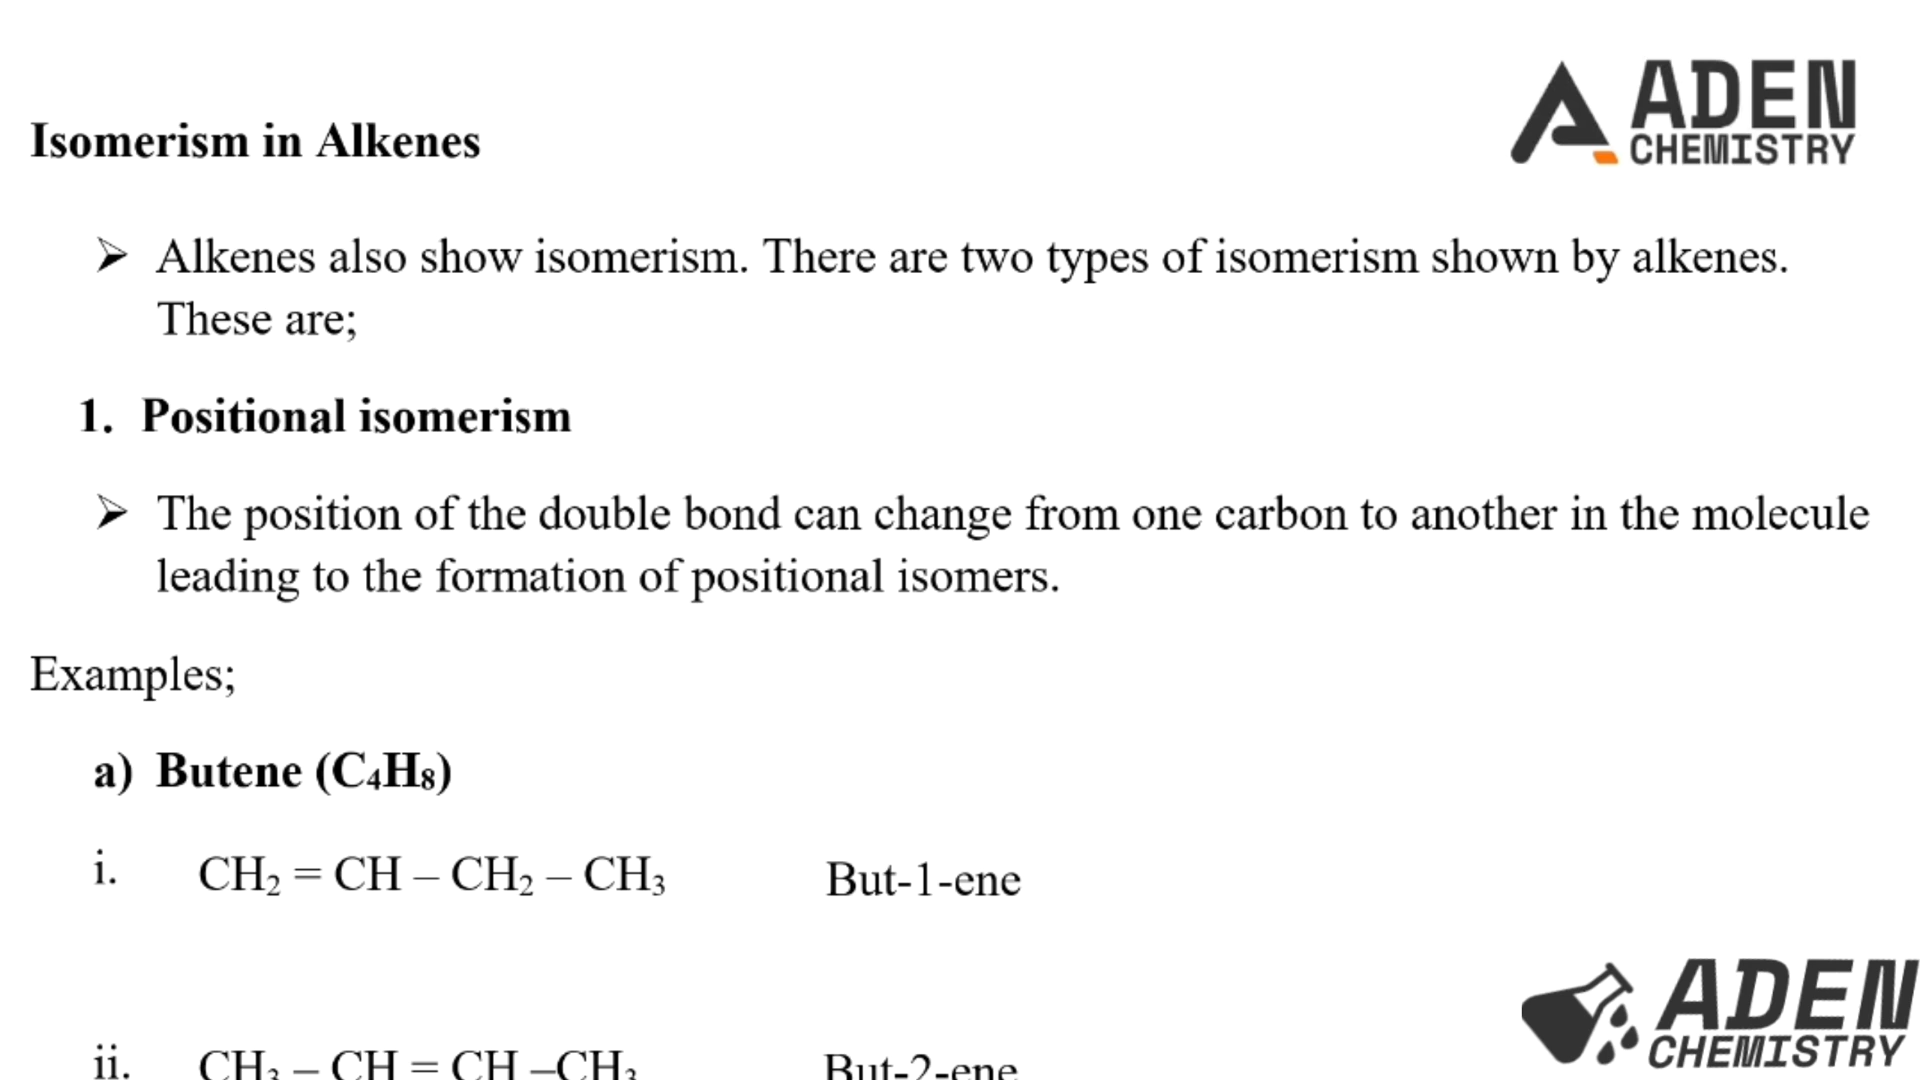 ADEN
CHEMISTRY
Isomerism in Alkenes
➢ Alkenes also show isomerism. There are two types of isomerism shown by alkenes.
These are;
1. Positional isomerism
➢ The position of the double bond can change from one carbon to another in the molecule
leading to the formation of positional isomers.
Examples;
a) Butene (C₄H₈)
i. CH₂ = CH – CH₂ – CH₃ But-1-ene
ii. CH₃ – CH = CH –CH₃ But-2-ene
ADEN
CHEMISTRY